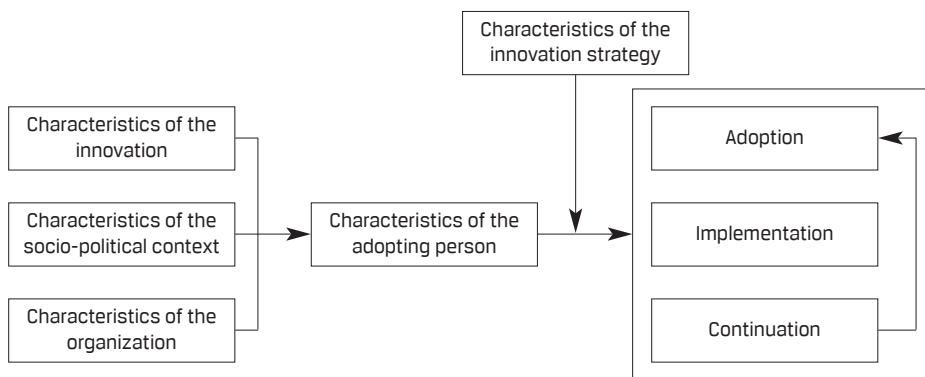 Characteristics of the
innovation strategy
Characteristics of the
innovation
Characteristics of the
socio-political context
Characteristics of the
organization
Characteristics of the
adopting person
Adoption
Implementation
Continuation